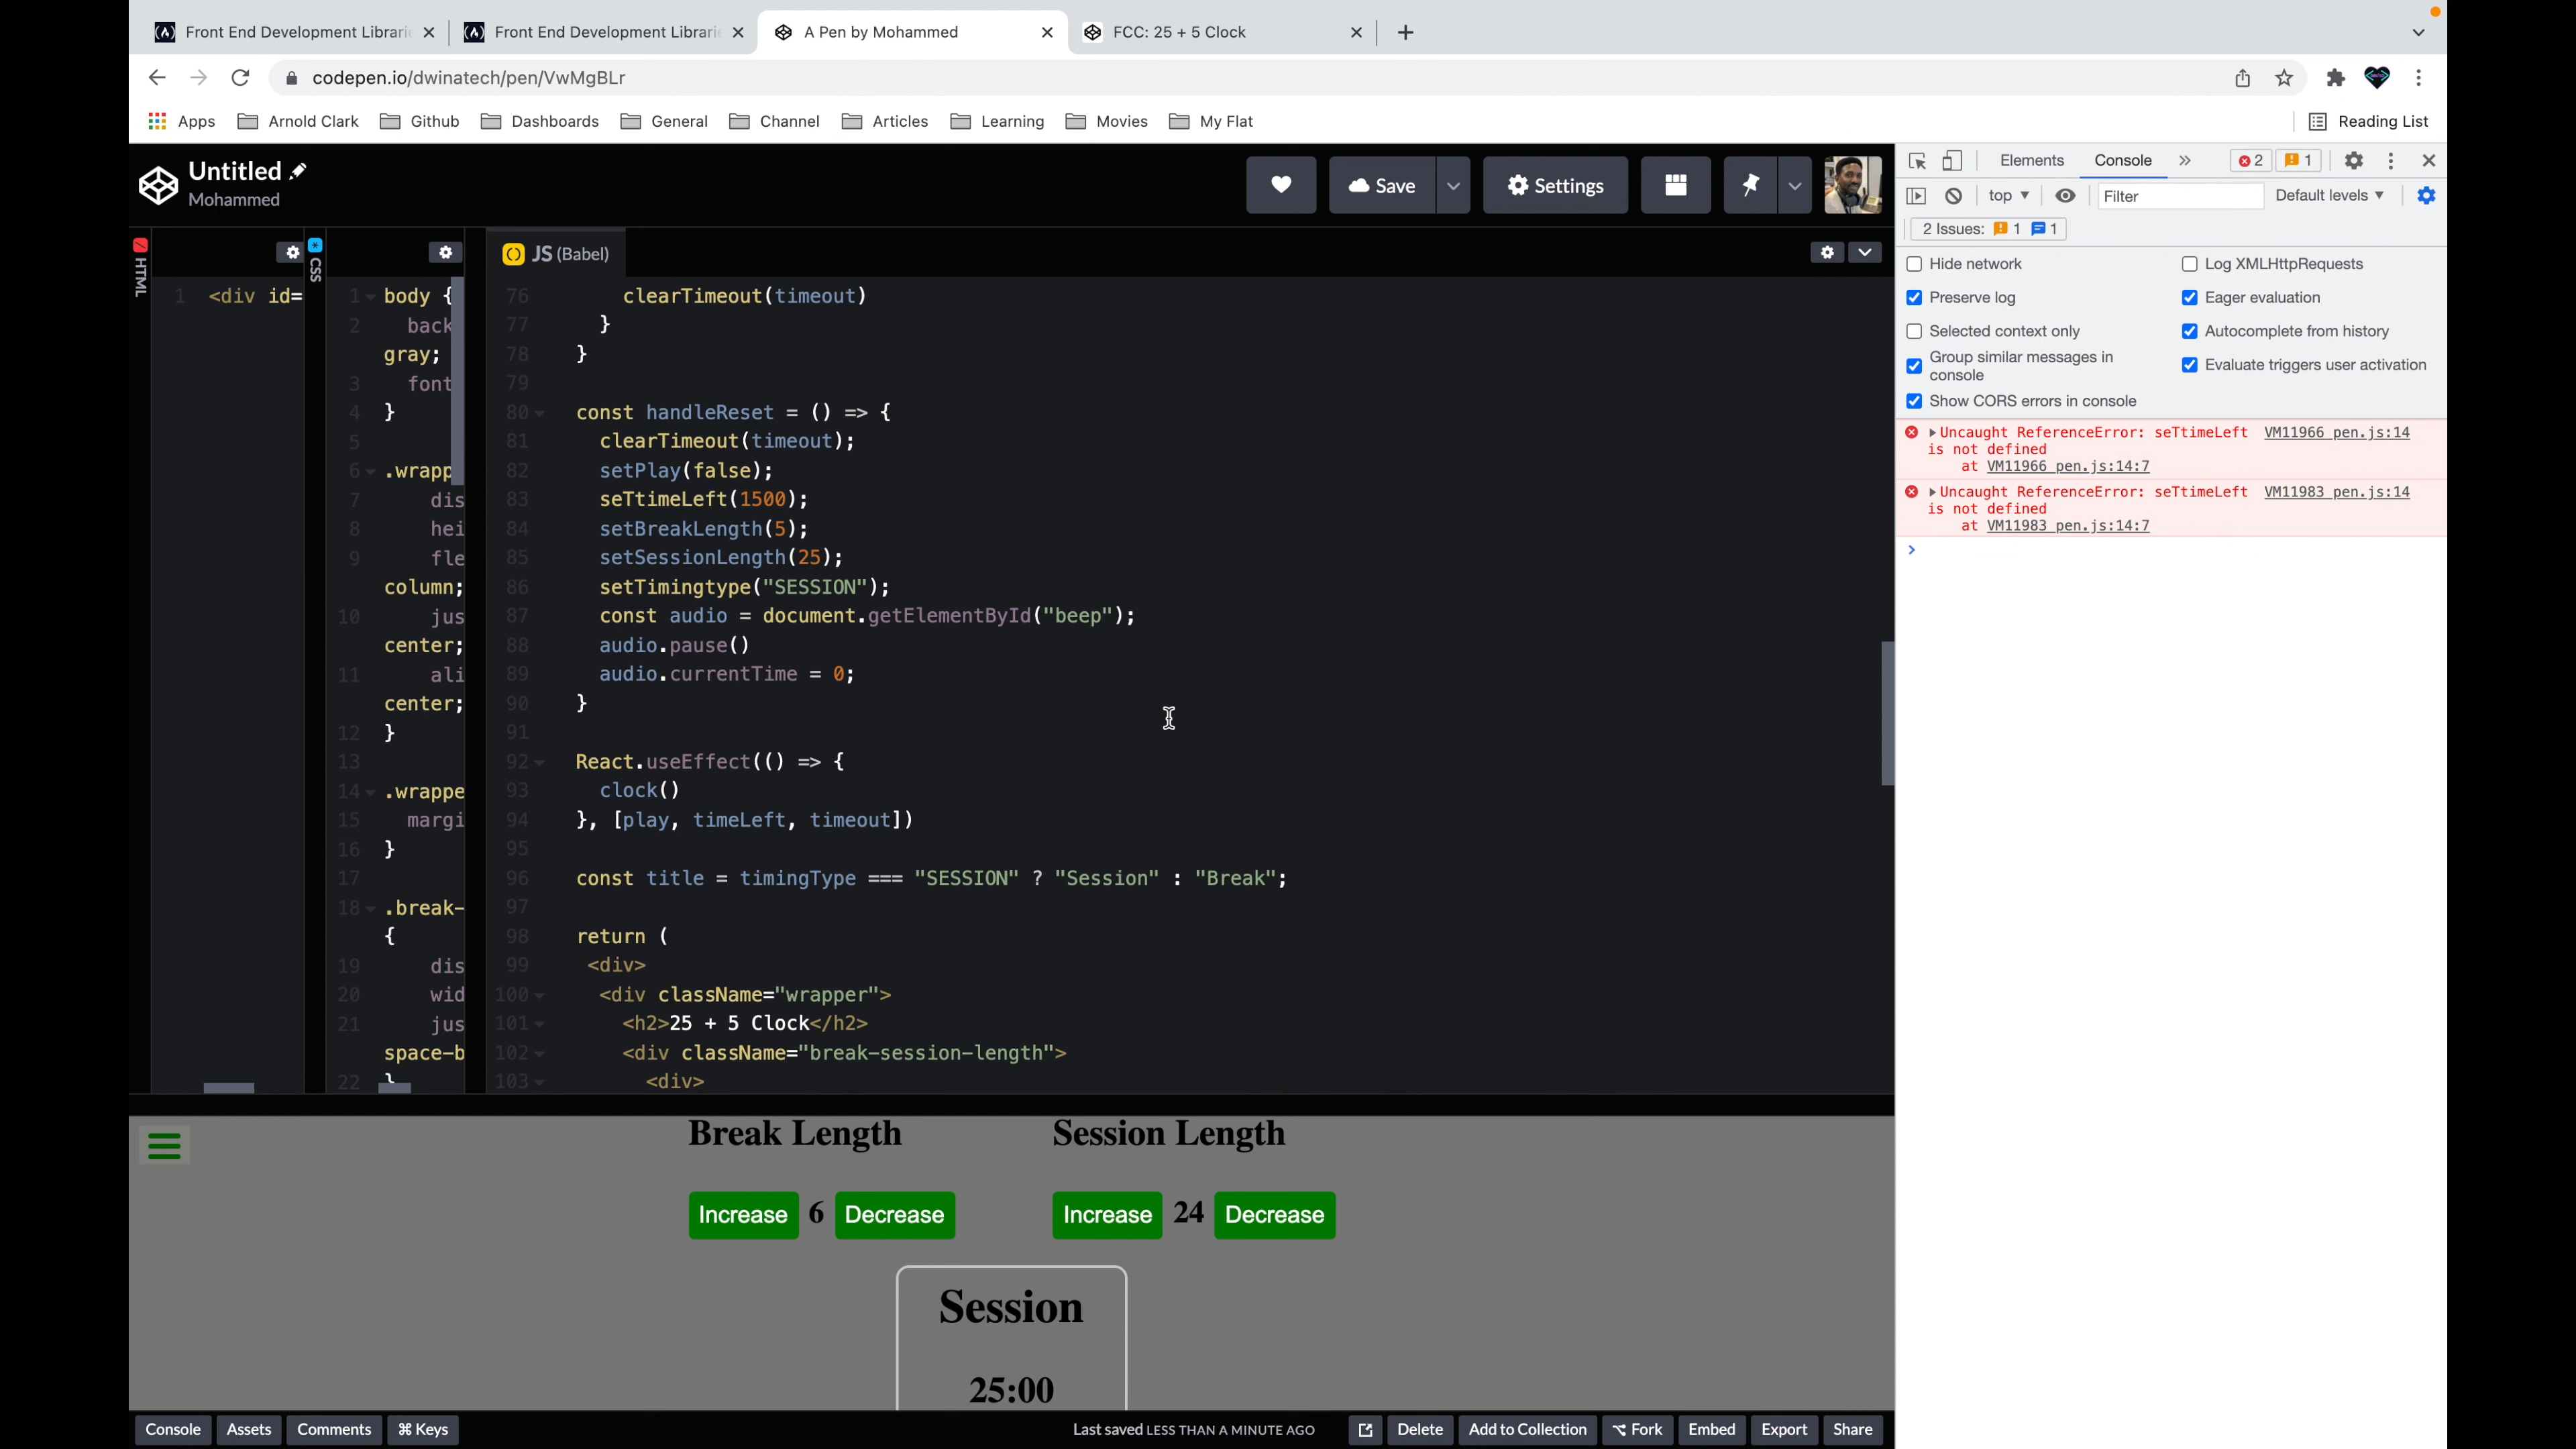 Front End Development Librarie
Front End Development Librarie
A Pen by Mohammed
FCC: 25 + 5 Clock
codepen.io/dwinatech/pen/VwMgBLr
Apps
Arnold Clark
Github
Dashboards
General
Channel
Articles
Learning
Movies
My Flat
Reading List
Untitled
Mohammed
Save
Settings
HTML
1 <div id=
CSS
1 body {
2 back
gray;
3 font
4 }
5
6 .wrapp
7 dis
8 hei
9 fle
column;
10 jus
center;
11 ali
center;
12 }
13
14 .wrappe
15 margi
16 }
17
18 .break-
{
19 dis
20 wid
21 jus
space-b
22 }
JS (Babel)
76 clearTimeout(timeout)
77 }
78 }
79
80 const handleReset = () => {
81 clearTimeout(timeout);
82 setPlay(false);
83 seTtimeLeft(1500);
84 setBreakLength(5);
85 setSessionLength(25);
86 setTimingtype("SESSION");
87 const audio = document.getElementById("beep");
88 audio.pause()
89 audio.currentTime = 0;
90 }
91
92 React.useEffect(() => {
93 clock()
94 }, [play, timeLeft, timeout])
95
96 const title = timingType === "SESSION" ? "Session" : "Break";
97
98 return (
99 <div>
100 <div className="wrapper">
101 <h2>25 + 5 Clock</h2>
102 <div className="break-session-length">
103 <div>
Elements
Console
2
1
top
Filter
Default levels
2 Issues: 1 1
Hide network
Log XMLHttpRequests
Preserve log
Eager evaluation
Selected context only
Autocomplete from history
Group similar messages in
console
Evaluate triggers user activation
Show CORS errors in console
Uncaught ReferenceError: seTtimeLeft VM11966 pen.js:14
is not defined
at VM11966 pen.js:14:7
Uncaught ReferenceError: seTtimeLeft VM11983 pen.js:14
is not defined
at VM11983 pen.js:14:7
Break Length
Session Length
Increase 6 Decrease
Increase 24 Decrease
Session
25:00
Console
Assets
Comments
⌘ Keys
Last saved LESS THAN A MINUTE AGO
Delete
Add to Collection
Fork
Embed
Export
Share